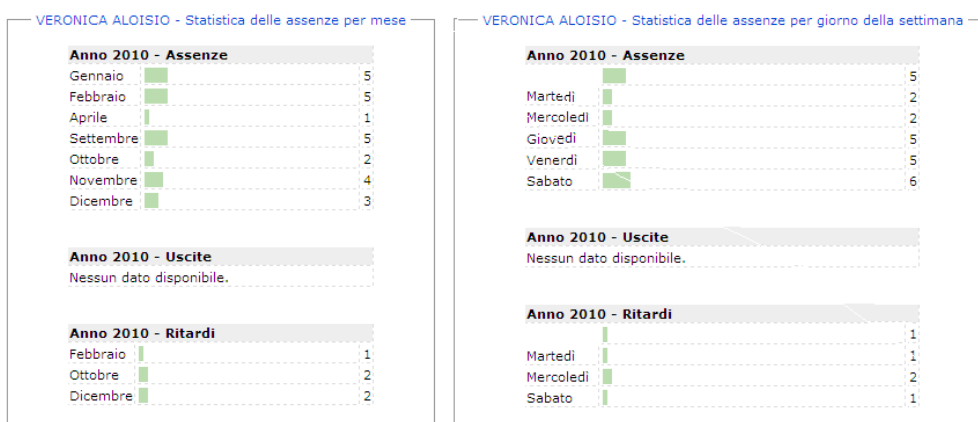 VERONICA ALOISIO - Statistica delle assenze per mese
Anno 2010 - Assenze
Gennaio 5
Febbraio 5
Aprile 1
Settembre 5
Ottobre 2
Novembre 4
Dicembre 3
Anno 2010 - Uscite
Nessun dato disponibile.
Anno 2010 - Ritardi
Febbraio 1
Ottobre 2
Dicembre 2
VERONICA ALOISIO - Statistica delle assenze per giorno della settimana
Anno 2010 - Assenze
5
Martedì 2
Mercoledì 2
Giovedì 5
Venerdì 5
Sabato 6
Anno 2010 - Uscite
Nessun dato disponibile.
Anno 2010 - Ritardi
1
Martedì 1
Mercoledì 2
Sabato 1